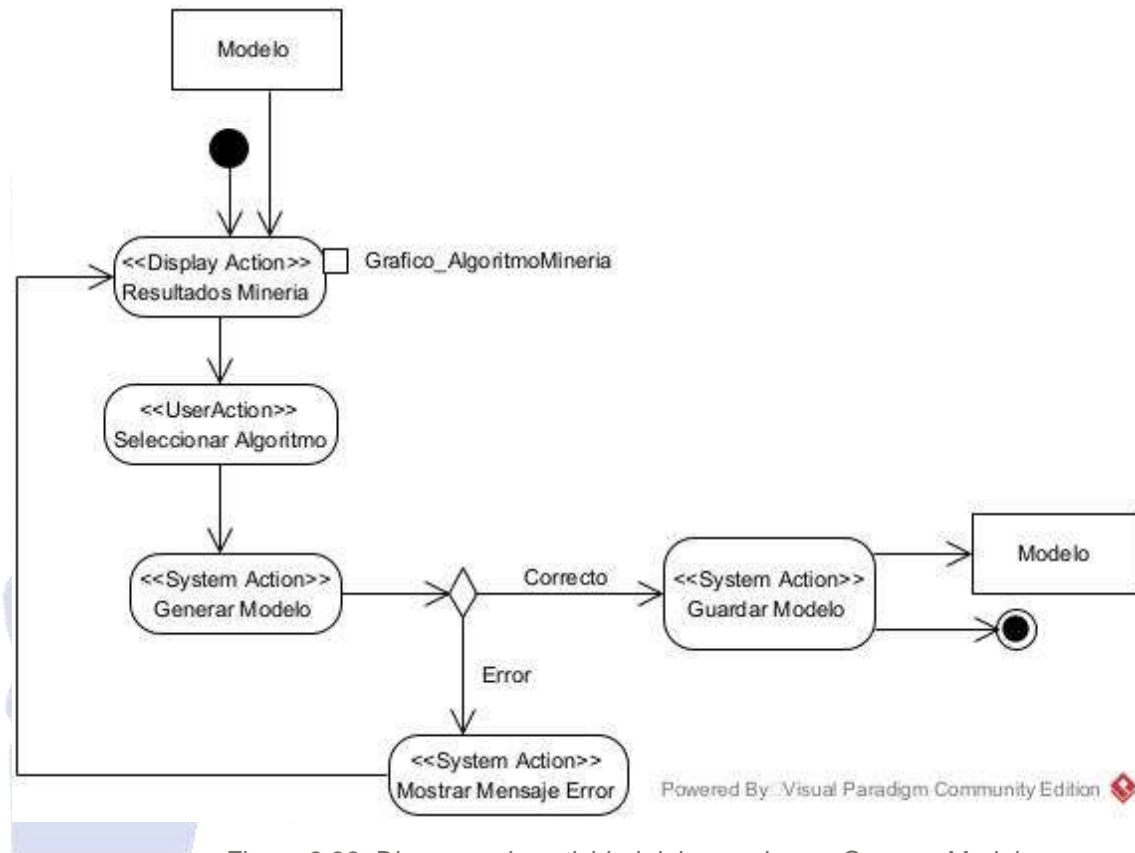 Modelo
<<Display Action>>
Resultados Mineria
Grafico_AlgoritmoMineria
<<UserAction>>
Seleccionar Algoritmo
<<System Action>>
Generar Modelo
Correcto
<<System Action>>
Guardar Modelo
Modelo
Error
<<System Action>>
Mostrar Mensaje Error
Powered By Visual Paradigm Community Edition